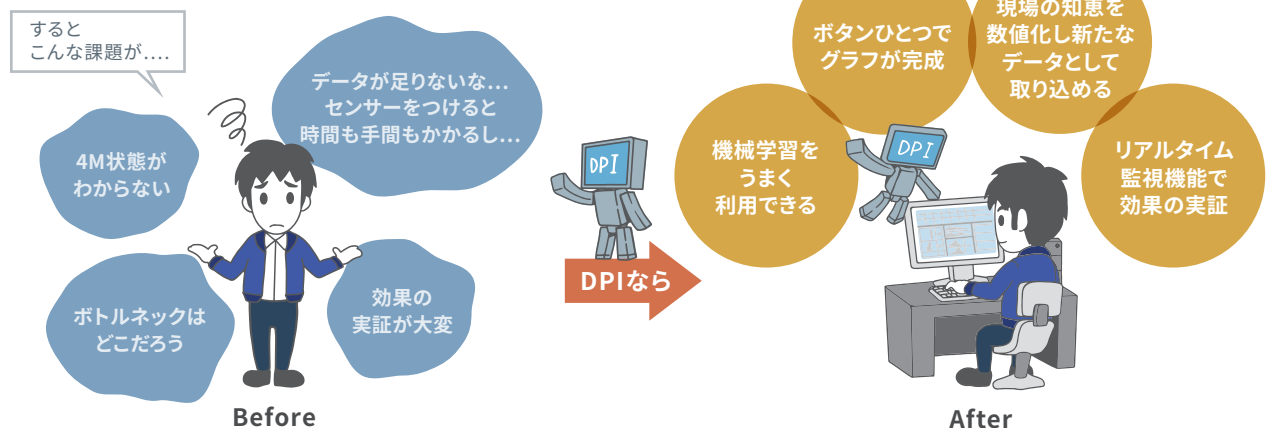 すると
こんな課題が....
データが足りないな...
センサーをつけると
時間も手間もかかるし...
4M状態が
わからない
ボトルネックは
どこだろう
効果の
実証が大変
Before
DPI
DPIなら
機械学習を
うまく
利用できる
ボタンひとつで
グラフが完成
現場の知恵を
数値化し新たな
データとして
取り込める
リアルタイム
監視機能で
効果の実証
DPI
After